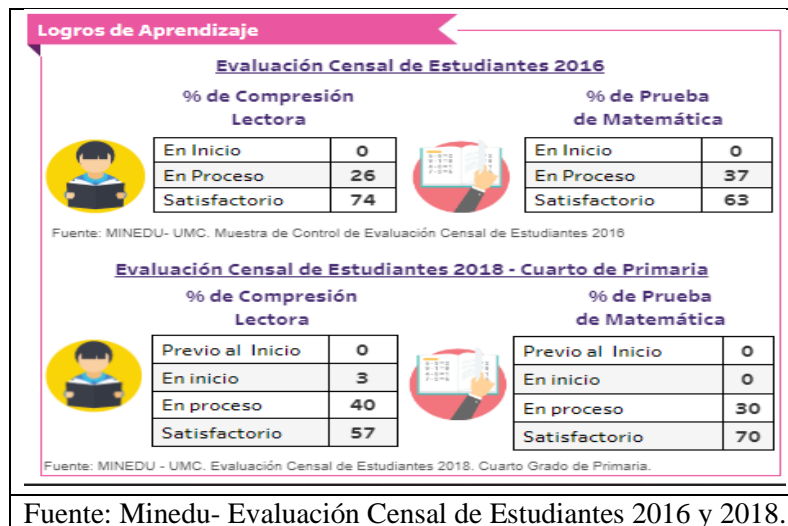 Logros de Aprendizaje
Evaluación Censal de Estudiantes 2016
% de Compresión Lectora
En Inicio 0
En Proceso 26
Satisfactorio 74
% de Prueba de Matemática
En Inicio 0
En Proceso 37
Satisfactorio 63
Fuente: MINEDU- UMC. Muestra de Control de Evaluación Censal de Estudiantes 2016
Evaluación Censal de Estudiantes 2018 - Cuarto de Primaria
% de Compresión Lectora
Previo al Inicio 0
En inicio 3
En proceso 40
Satisfactorio 57
% de Prueba de Matemática
Previo al Inicio 0
En inicio 0
En proceso 30
Satisfactorio 70
Fuente: MINEDU - UMC. Evaluación Censal de Estudiantes 2018. Cuarto Grado de Primaria.
Fuente: Minedu- Evaluación Censal de Estudiantes 2016 y 2018.